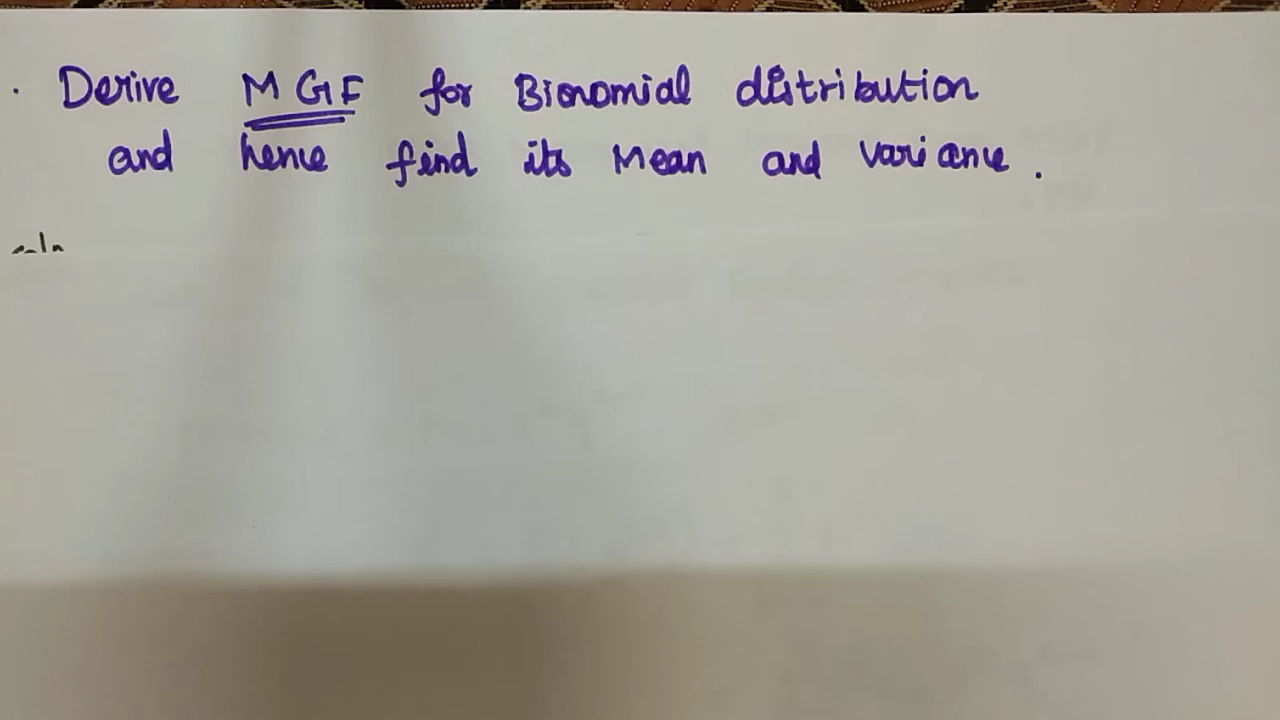 . Derive MGF for Binomial distribution
and hence find its Mean and variance.